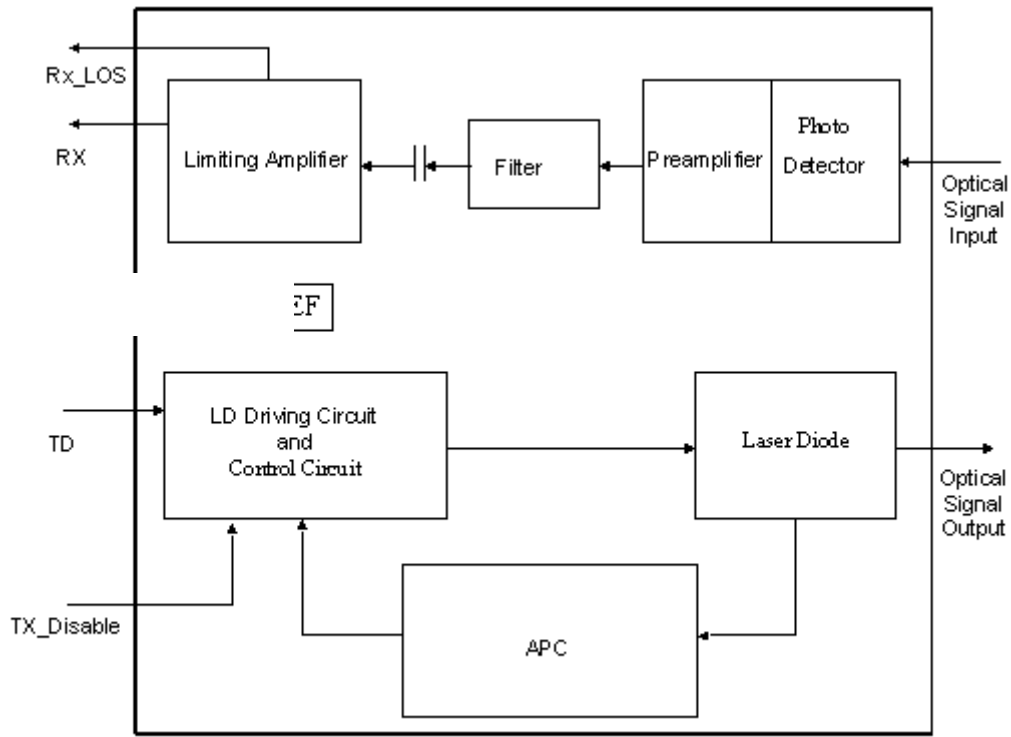 Rx_LOS
RX
Limiting Amplifier
Filter
Preamplifier
Photo
Detector
Optical
Signal
Input
EF
TD
LD Driving Circuit
and
Control Circuit
Laser Diode
Optical
Signal
Output
TX_Disable
APC